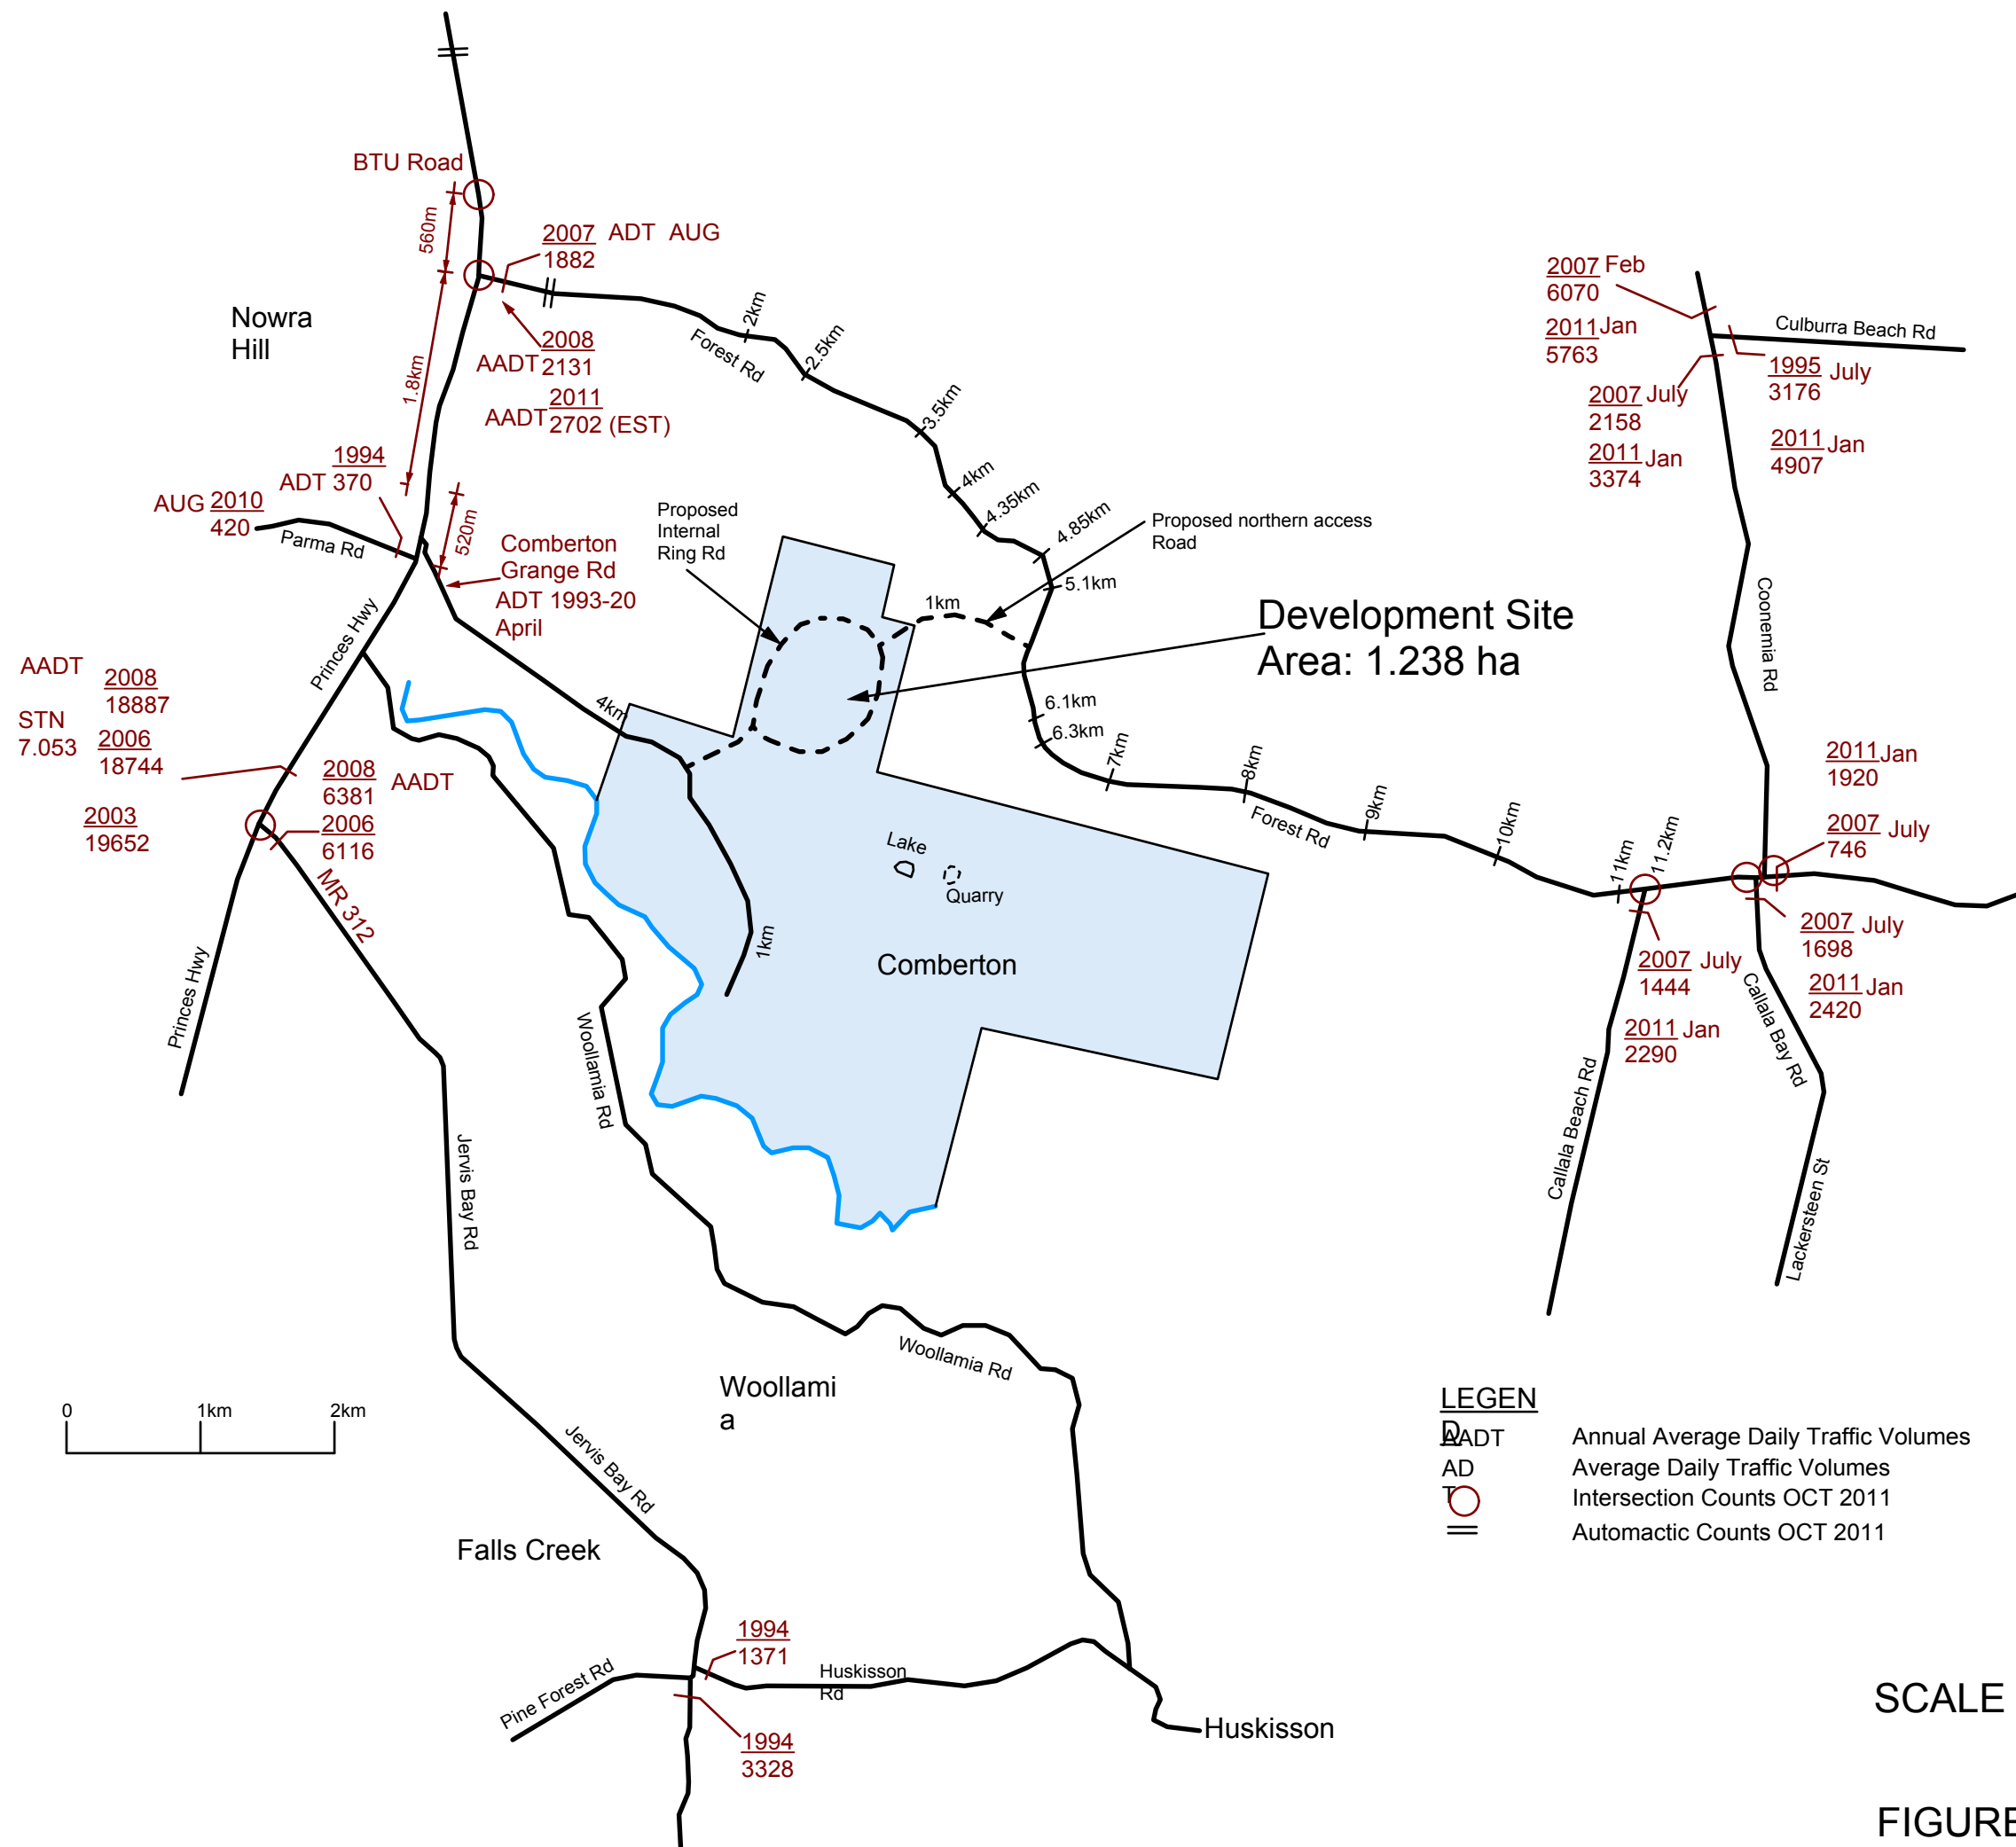 BTU Road
560m
2007 ADT AUG
1882
Nowra
Hill
1.8km
2008
AADT 2131
2011
AADT 2702 (EST)
2km
Forest Rd
2.5km
3.5km
4km
4.35km
4.85km
5.1km
1994
ADT 370
AUG 2010
420
Parma Rd
520m
Comberton
Grange Rd
ADT 1993-20
April
Proposed
Internal
Ring Rd
1km
Proposed northern access
Road
Development Site
Area: 1.238 ha
2007 Feb
6070
2011 Jan
5763
Culburra Beach Rd
1995 July
3176
2007 July
2158
2011 Jan
4907
2011 Jan
3374
Coonemia Rd
Princes Hwy
AADT
2008
18887
STN
7.053
2006
18744
2003
19652
2008
6381 AADT
2006
6116
MR 312
Princes Hwy
4km
6.1km
6.3km
7km
8km
Forest Rd
9km
10km
11km
11.2km
2011 Jan
1920
2007 July
746
2007 July
1698
2011 Jan
2420
2007 July
1444
2011 Jan
2290
Callala Bay Rd
Callala Beach Rd
Lackersteen St
Lake
Quarry
Comberton
1km
Woollamia Rd
Jervis Bay Rd
Woollamia Rd
Woollami
a
0 1km 2km
Jervis Bay Rd
Falls Creek
LEGEN
D
AADT Annual Average Daily Traffic Volumes
AD
T
Average Daily Traffic Volumes
Intersection Counts OCT 2011
Automactic Counts OCT 2011
1994
1371
Pine Forest Rd
Huskisson
Rd
1994
3328
Huskisson
SCALE
FIGURE